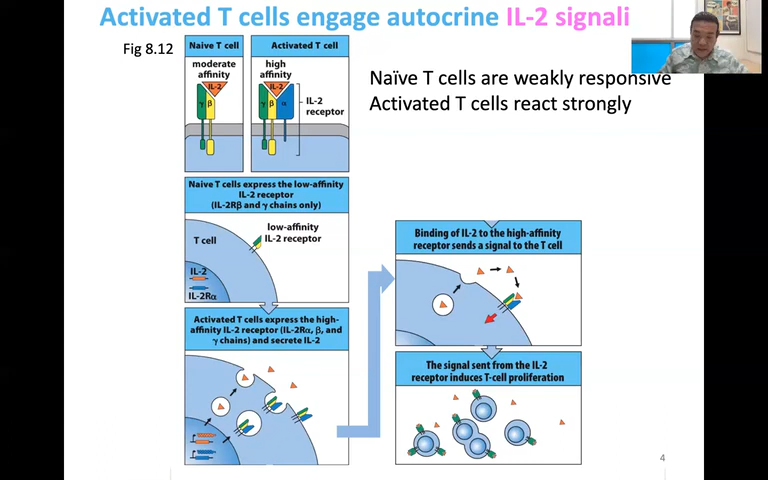 Activated T cells engage autocrine IL-2 signali
Fig 8.12
Naive T cell
Activated T cell
moderate
affinity
IL-2
γ β
high
affinity
IL-2
γ β α
IL-2
receptor
Naïve T cells are weakly responsive
Activated T cells react strongly
Naive T cells express the low-affinity
IL-2 receptor
(IL-2Rβ and γ chains only)
T cell
low-affinity
IL-2 receptor
IL-2
IL-2Rα
Activated T cells express the high-
affinity IL-2 receptor (IL-2Rα, β, and
γ chains) and secrete IL-2
Binding of IL-2 to the high-affinity
receptor sends a signal to the T cell
The signal sent from the IL-2
receptor induces T-cell proliferation
4